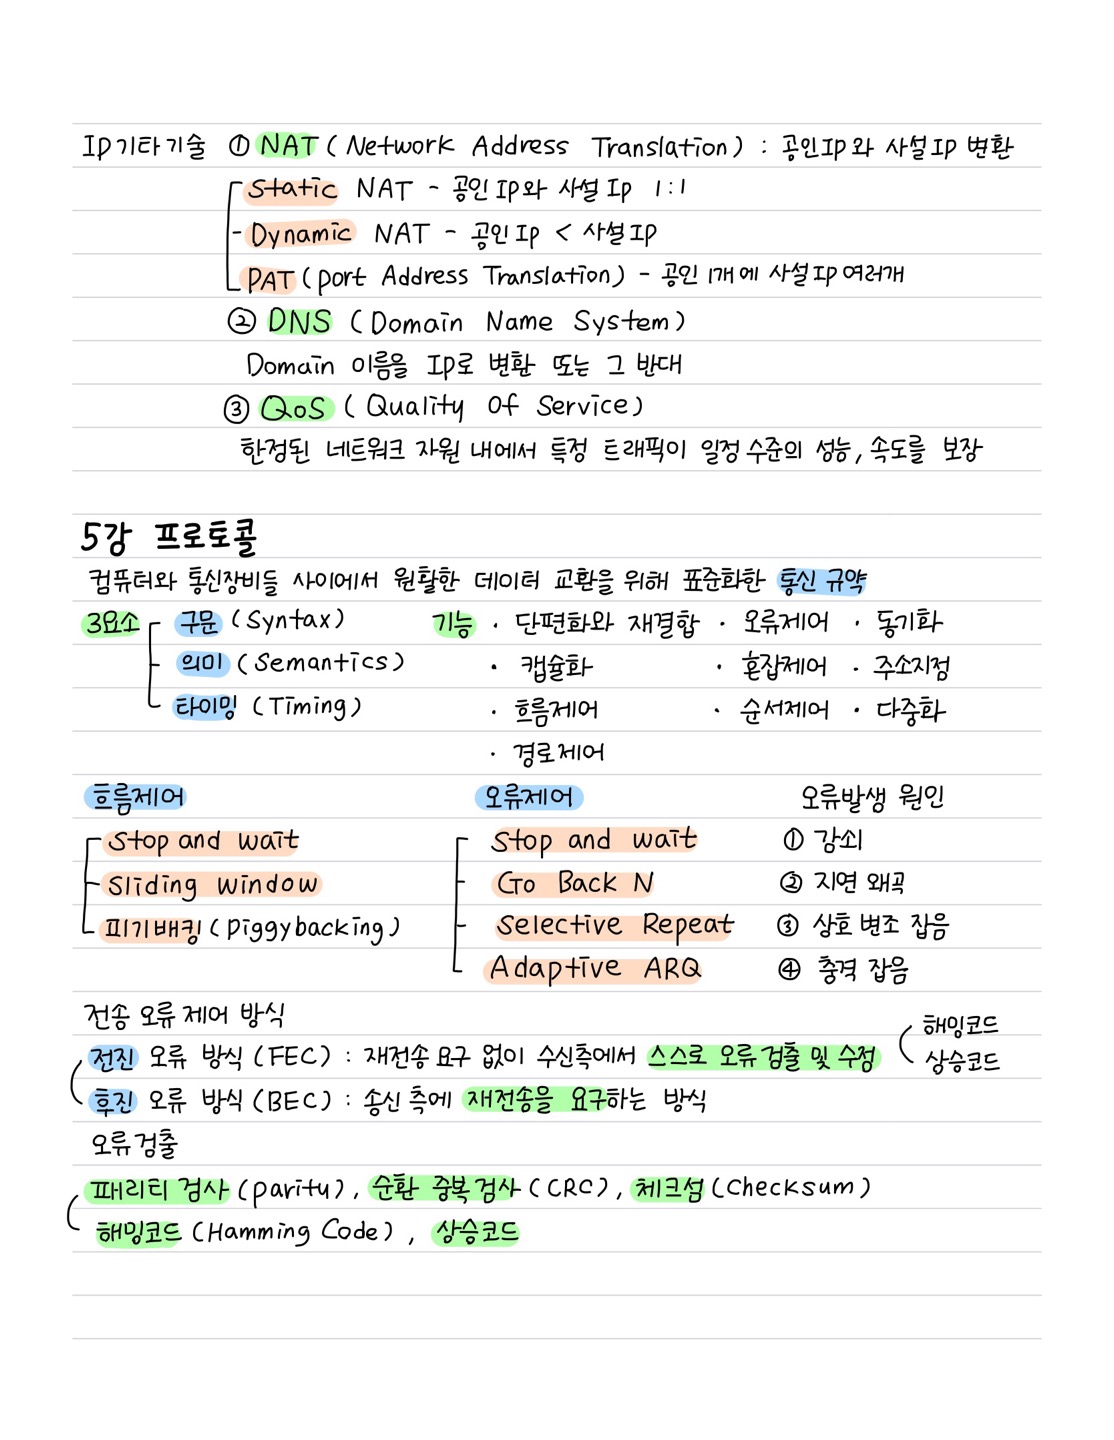 Ip기타기술 ① NAT (Network Address Translation) : 공인Ip와 사설Ip 변환
Static NAT - 공인Ip와 사설Ip 1:1
Dynamic NAT - 공인Ip < 사설Ip
PAT (port Address Translation) - 공인 1개에 사설Ip여러개
② DNS (Domain Name System)
Domain 이름을 Ip로 변환 또는 그 반대
③ QoS (Quality Of Service)
한정된 네트워크 자원 내에서 특정 트래픽이 일정 수준의 성능, 속도를 보장
5강 프로토콜
컴퓨터와 통신장비들 사이에서 원활한 데이터 교환을 위해 표준화한 통신 규약
3요소 구문 (Syntax) 기능 · 단편화와 재결합 · 오류제어 · 동기화
의미 (Semantics) · 캡슐화 · 혼잡제어 · 주소지정
타이밍 (Timing) · 흐름제어 · 순서제어 · 다중화
· 경로제어
흐름제어 오류제어 오류발생 원인
Stop and wait Stop and wait ① 감쇠
Sliding window Go Back N ② 지연 왜곡
피기배킹 (Piggybacking) Selective Repeat ③ 상호 변조 잡음
Adaptive ARQ ④ 충격 잡음
전송 오류 제어 방식
해밍코드
전진 오류 방식 (FEC) : 재전송 요구 없이 수신측에서 스스로 오류 검출 및 수정 상승코드
후진 오류 방식 (BEC) : 송신 측에 재전송을 요구하는 방식
오류검출
패리티 검사 (parity), 순환 중복검사 (CRC), 체크섬 (Checksum)
해밍코드 (Hamming Code), 상승코드